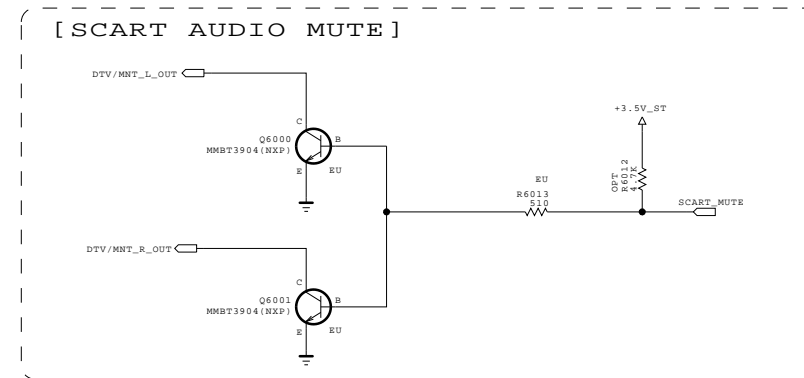 [SCART AUDIO MUTE]
DTV/MNT_L_OUT
C
Q6000
MMBT3904(NXP)
B
E
EU
+3.5V_ST
OPT
R6012
4.7K
EU
R6013
510
SCART_MUTE
DTV/MNT_R_OUT
C
Q6001
MMBT3904(NXP)
B
E
EU